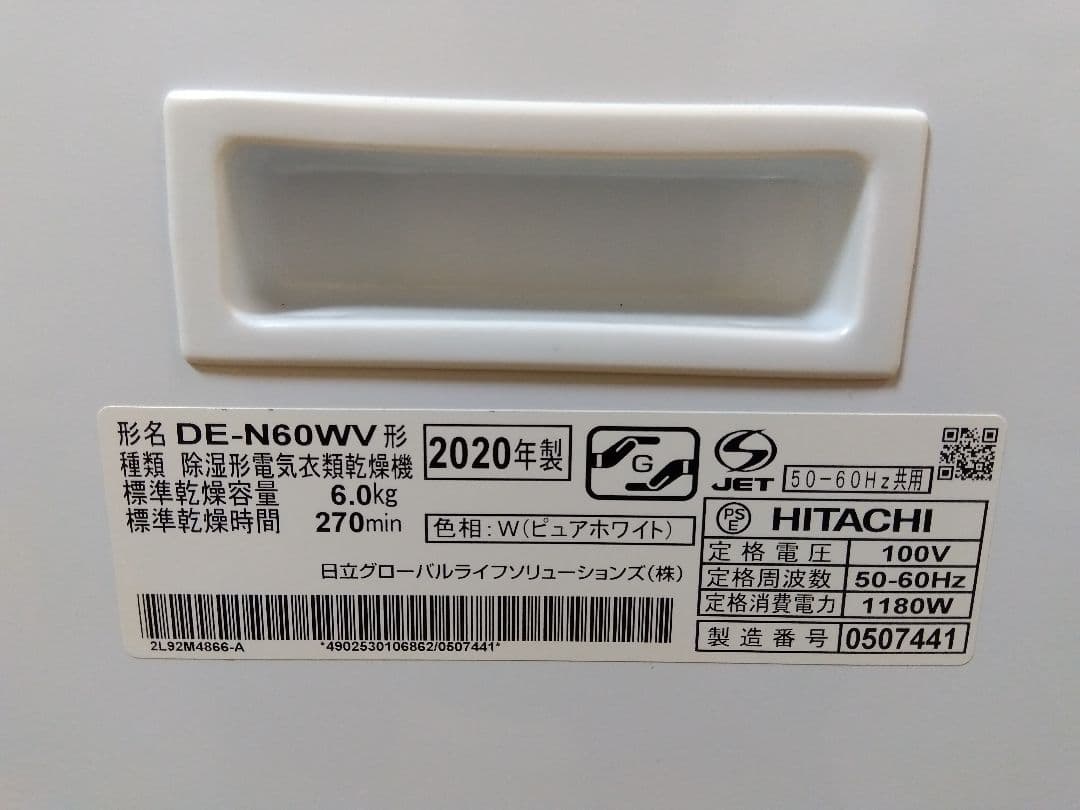 形名 DE-N60WV 形
種類 除湿形電気衣類乾燥機
標準乾燥容量 6.0kg
標準乾燥時間 270min
2020年製
G
色相:W(ピュアホワイト)
日立グローバルライフソリューションズ(株)
2L92M4866-A
*4902530106862/0507441*
JET
50-60Hz共用
PS E HITACHI
定格電圧 100V
定格周波数 50-60Hz
定格消費電力 1180W
製造番号 0507441